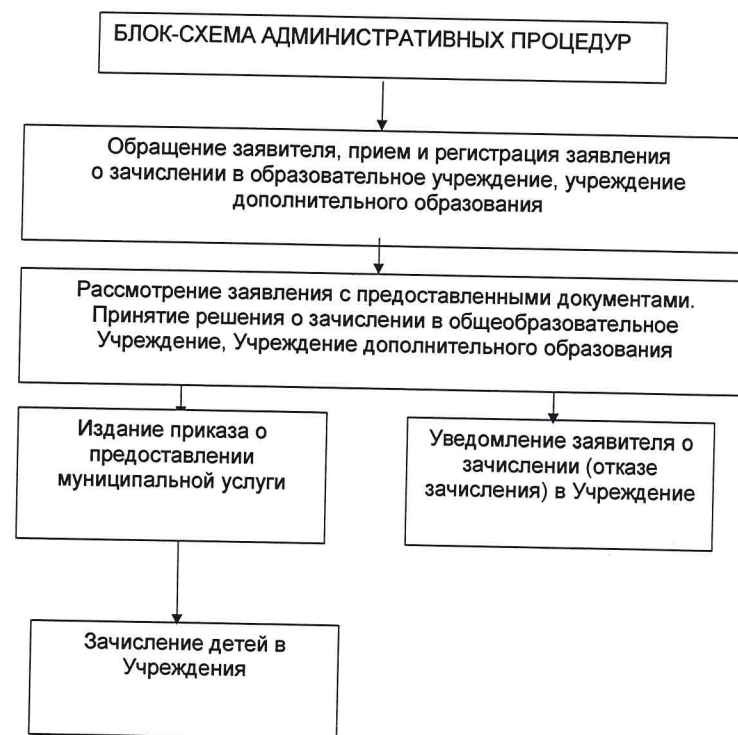 БЛОК-СХЕМА АДМИНИСТРАТИВНЫХ ПРОЦЕДУР
Обращение заявителя, прием и регистрация заявления
о зачислении в образовательное учреждение, учреждение
дополнительного образования
Рассмотрение заявления с предоставленными документами.
Принятие решения о зачислении в общеобразовательное
Учреждение, Учреждение дополнительного образования
Издание приказа о
предоставлении
муниципальной услуги
Уведомление заявителя о
зачислении (отказе
зачисления) в Учреждение
Зачисление детей в
Учреждения